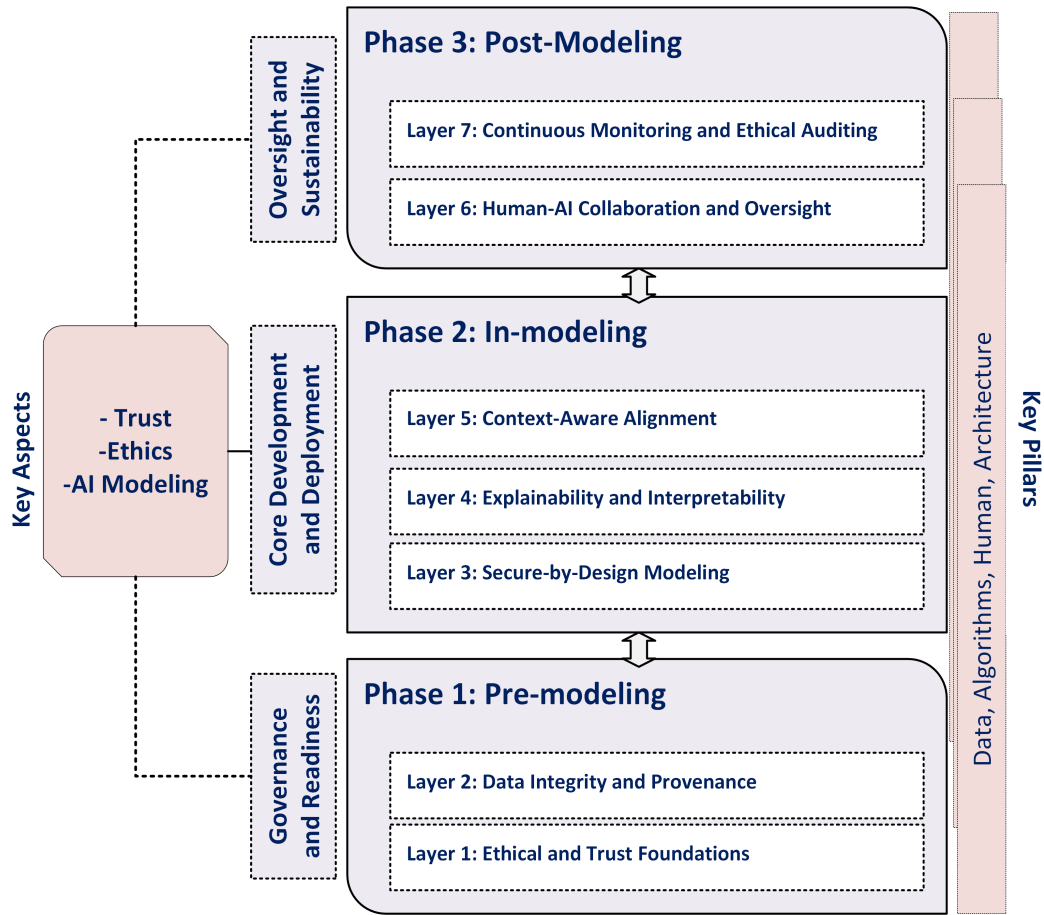 Key Aspects
- Trust
-Ethics
-AI Modeling
Oversight and
Sustainability
Phase 3: Post-Modeling
Layer 7: Continuous Monitoring and Ethical Auditing
Layer 6: Human-AI Collaboration and Oversight
Core Development
and Deployment
Phase 2: In-modeling
Layer 5: Context-Aware Alignment
Layer 4: Explainability and Interpretability
Layer 3: Secure-by-Design Modeling
Governance
and Readiness
Phase 1: Pre-modeling
Layer 2: Data Integrity and Provenance
Layer 1: Ethical and Trust Foundations
Data, Algorithms, Human, Architecture
Key Pillars